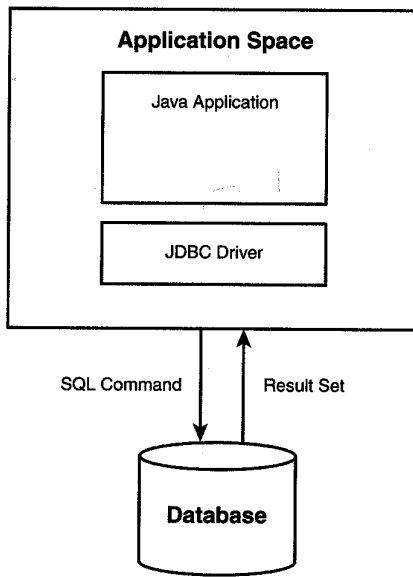 Application Space
Java Application
JDBC Driver
SQL Command
Result Set
Database